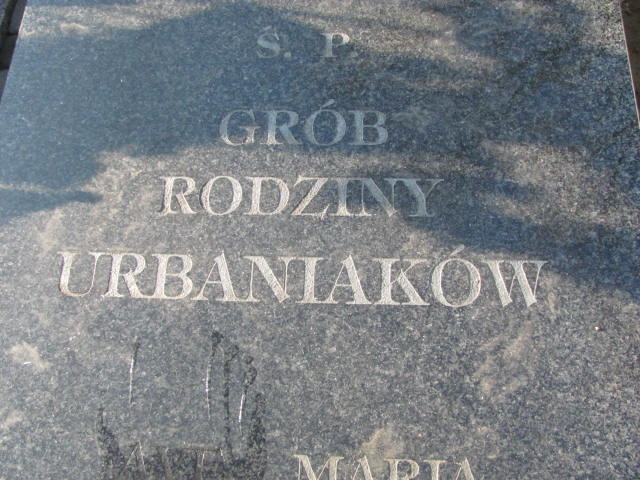 Ś. P
GRÓB
RODZINY
URBANIAKÓW
MARIA